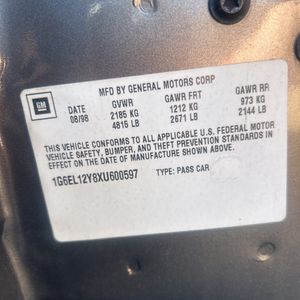 MFD BY GENERAL MOTORS CORP
GM DATE GVWR GAWR FRT GAWR RR
08/98 2185 KG 1212 KG 973 KG
4815 LB 2671 LB 2144 LB
THIS VEHICLE CONFORMS TO ALL APPLICABLE U.S. FEDERAL MOTOR
VEHICLE SAFETY, BUMPER, AND THEFT PREVENTION STANDARDS IN
EFFECT ON THE DATE OF MANUFACTURE SHOWN ABOVE.
1G6EL12Y8XU600597 TYPE: PASS CAR